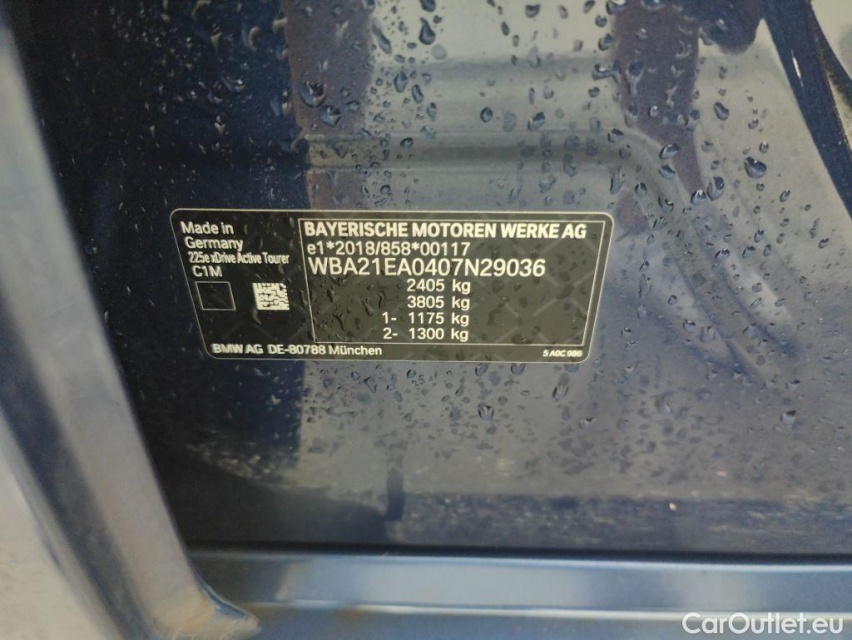 Made in
Germany
225e xDrive Active Tourer
C1M
BAYERISCHE MOTOREN WERKE AG
e1*2018/858*00117
WBA21EA0407N29036
2405 kg
3805 kg
1- 1175 kg
2- 1300 kg
BMW AG DE-80788 München
5 A0C 986
CarOutlet.eu